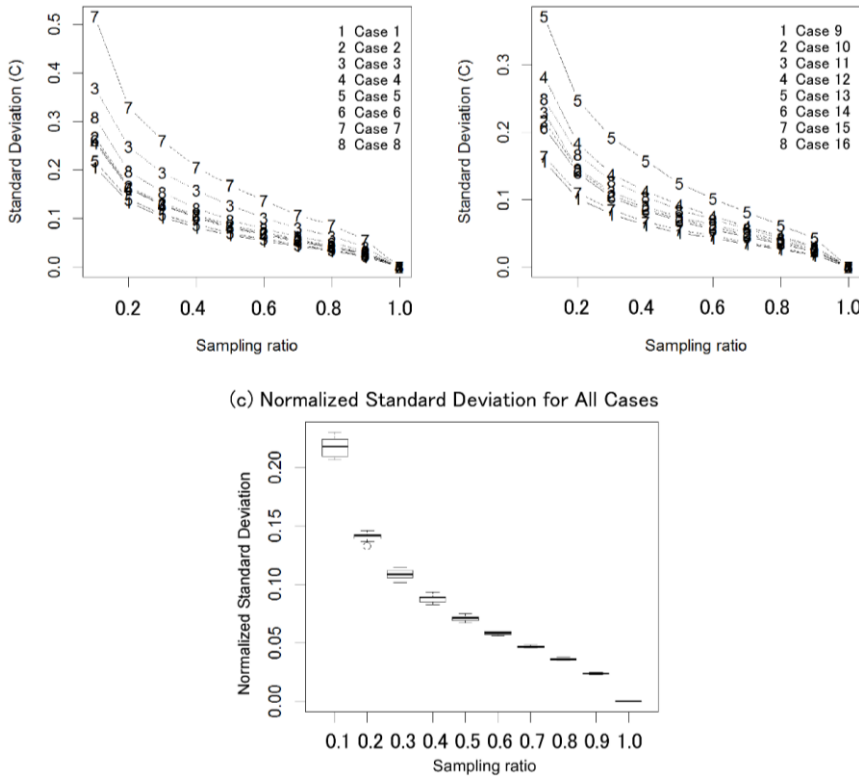 Standard Deviation (C)
0.5
0.4
0.3
0.2
0.1
0.0
1 Case 1
2 Case 2
3 Case 3
4 Case 4
5 Case 5
6 Case 6
7 Case 7
8 Case 8
0.2 0.4 0.6 0.8 1.0
Sampling ratio
Standard Deviation (C)
0.3
0.2
0.1
0.0
1 Case 9
2 Case 10
3 Case 11
4 Case 12
5 Case 13
6 Case 14
7 Case 15
8 Case 16
0.2 0.4 0.6 0.8 1.0
Sampling ratio
(c) Normalized Standard Deviation for All Cases
Normalized Standard Deviation
0.20
0.15
0.10
0.05
0.00
0.1 0.2 0.3 0.4 0.5 0.6 0.7 0.8 0.9 1.0
Sampling ratio